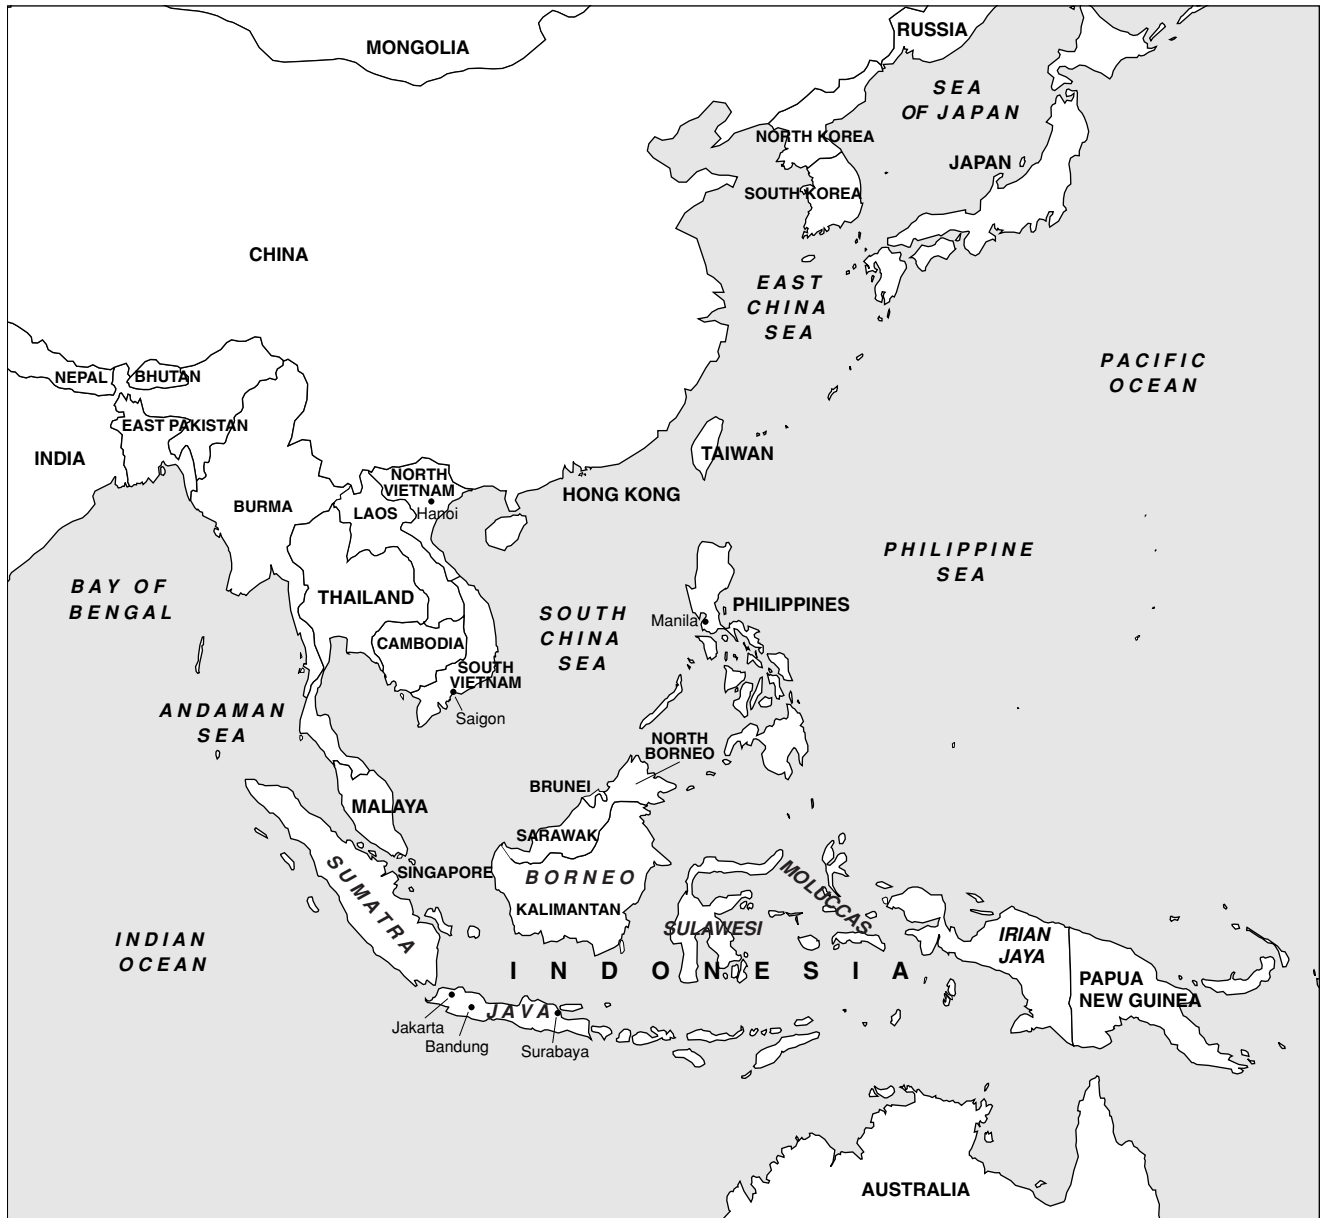 RUSSIA
MONGOLIA
SEA
OF JAPAN
NORTH KOREA
JAPAN
SOUTH KOREA
CHINA
EAST
CHINA
SEA
PACIFIC
OCEAN
NEPAL
BHUTAN
EAST PAKISTAN
INDIA
TAIWAN
NORTH
VIETNAM
HONG KONG
BURMA
LAOS
Hanoi
PHILIPPINE
SEA
BAY OF
BENGAL
THAILAND
PHILIPPINES
SOUTH
CHINA
SEA
Manila
CAMBODIA
SOUTH
VIETNAM
ANDAMAN
SEA
Saigon
NORTH
BORNEO
BRUNEI
MALAYA
SARAWAK
SINGAPORE
BORNEO
MOLUCCAS
SUMATRA
KALIMANTAN
SULAWESI
IRIAN
JAYA
INDIAN
OCEAN
INDONESIA
PAPUA
NEW GUINEA
JAVA
Jakarta
Bandung
Surabaya
AUSTRALIA